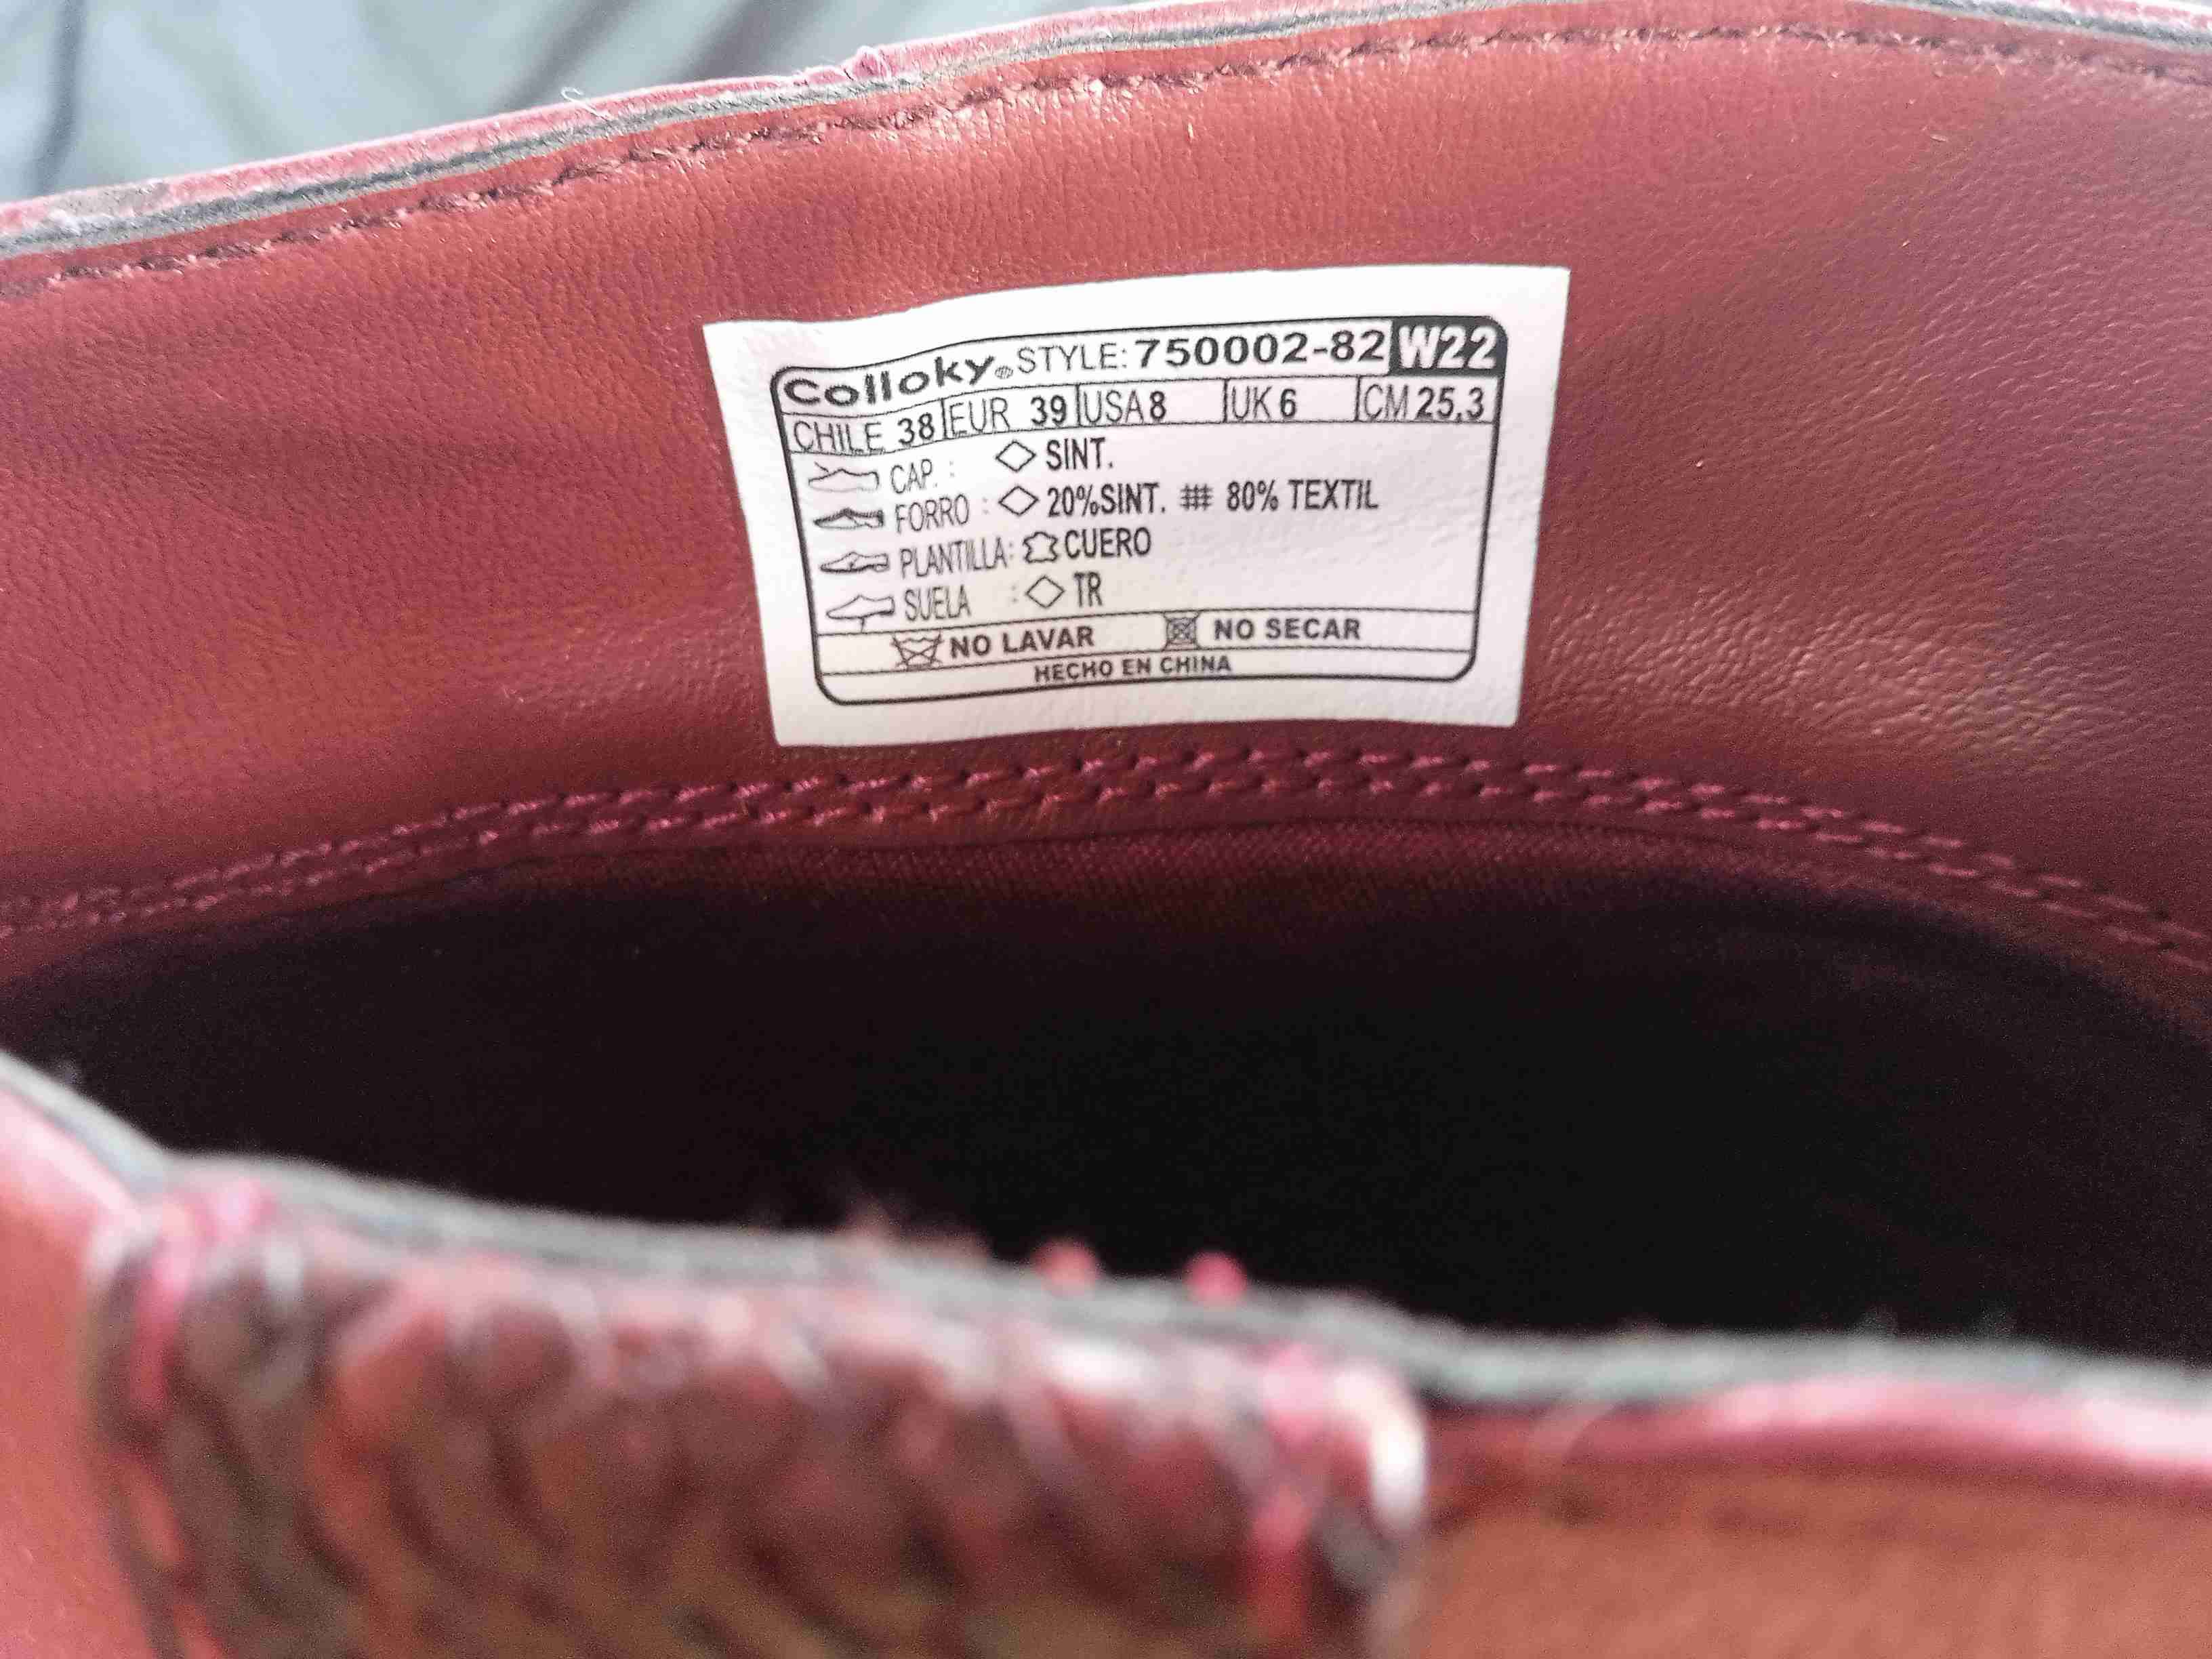 Colloky® STYLE: 750002-82 W22
CHILE 38 EUR 39 USA 8 UK 6 CM 25,3
CAP. : SINT.
FORRO : 20%SINT. 80% TEXTIL
PLANTILLA: CUERO
SUELA : TR
NO LAVAR NO SECAR
HECHO EN CHINA